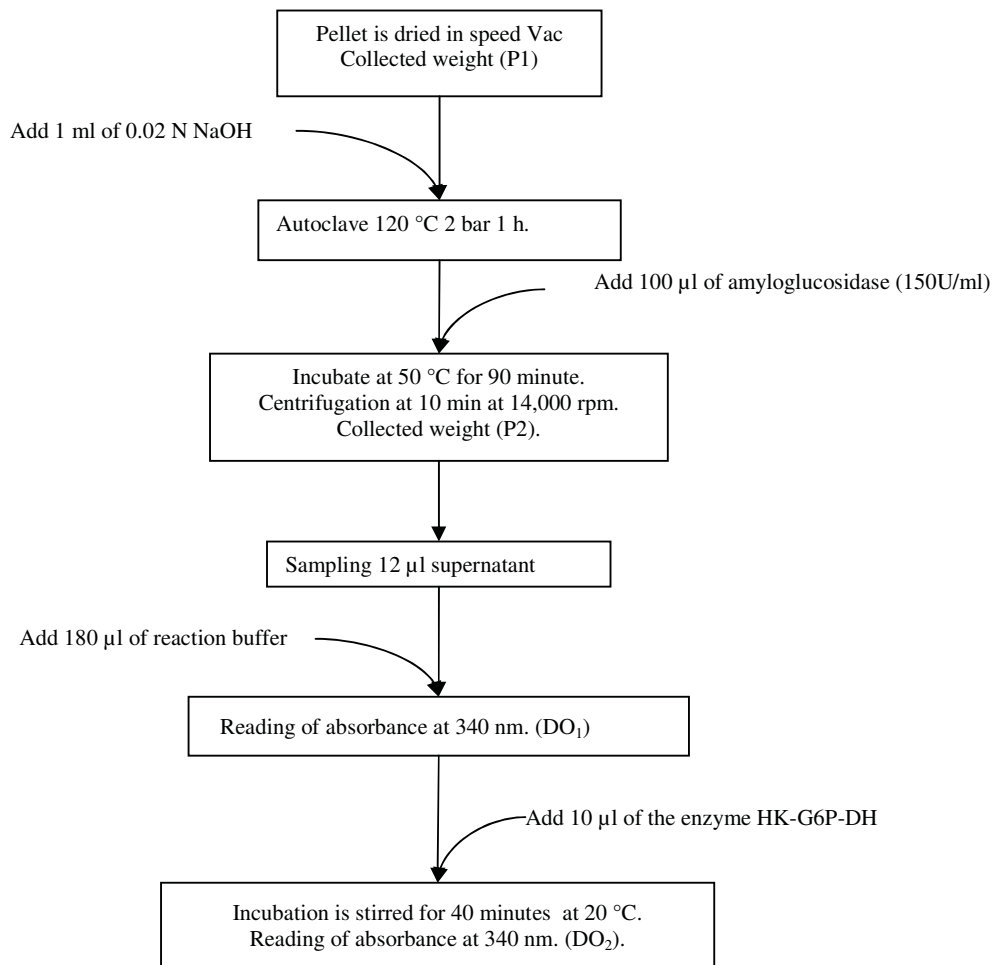 Pellet is dried in speed Vac
Collected weight (P1)
Add 1 ml of 0.02 N NaOH
Autoclave 120 °C 2 bar 1 h.
Add 100 µl of amyloglucosidase (150U/ml)
Incubate at 50 °C for 90 minute.
Centrifugation at 10 min at 14,000 rpm.
Collected weight (P2).
Sampling 12 µl supernatant
Add 180 µl of reaction buffer
Reading of absorbance at 340 nm. (DO₁)
Add 10 µl of the enzyme HK-G6P-DH
Incubation is stirred for 40 minutes at 20 °C.
Reading of absorbance at 340 nm. (DO₂).